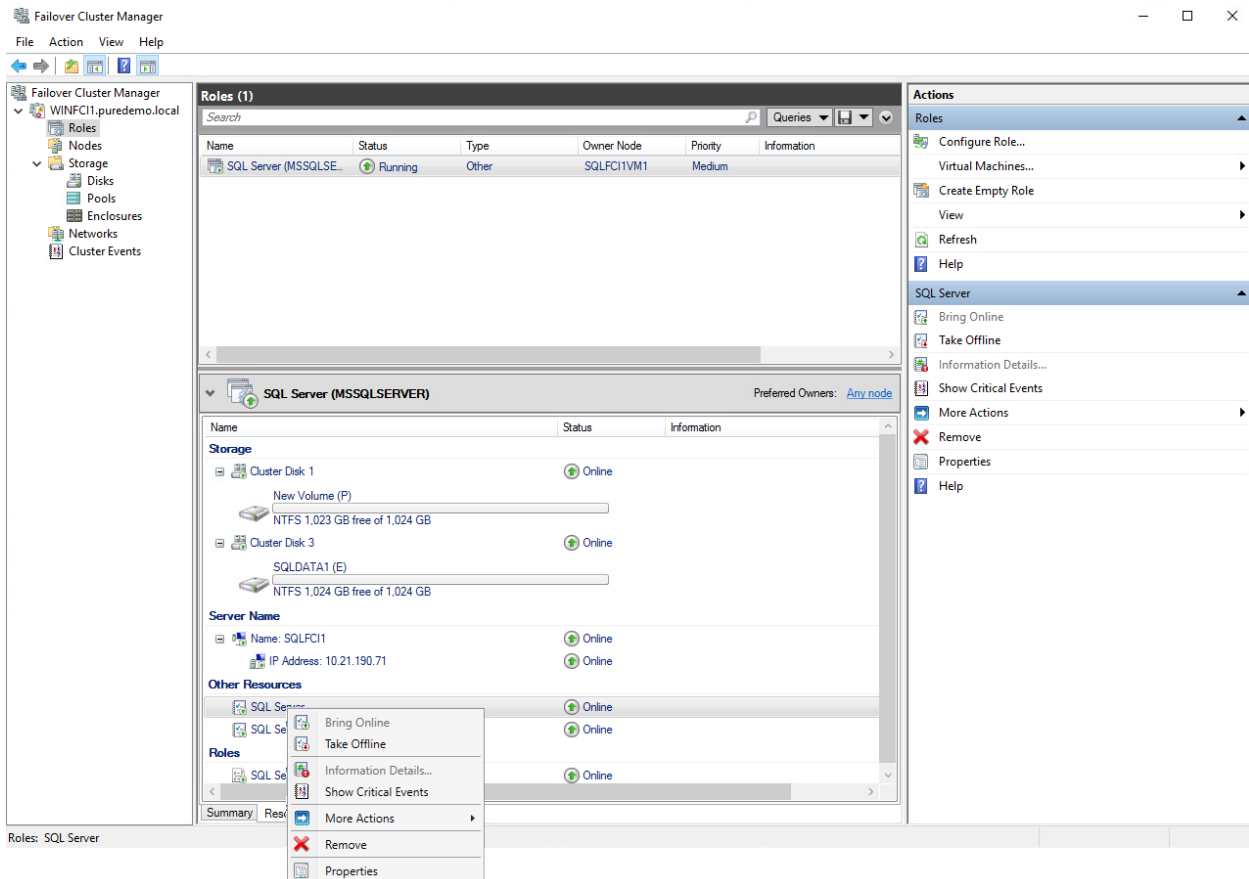 Failover Cluster Manager
File Action View Help
Failover Cluster Manager
WINFCI1.puredemo.local
Roles
Nodes
Storage
Disks
Pools
Enclosures
Networks
Cluster Events
Roles (1)
Search
Queries
Name Status Type Owner Node Priority Information
SQL Server (MSSQLSE... Running Other SQLFCI1VM1 Medium
SQL Server (MSSQLSERVER)
Preferred Owners: Any node
Name Status Information
Storage
Cluster Disk 1 Online
New Volume (P)
NTFS 1,023 GB free of 1,024 GB
Cluster Disk 3 Online
SQLDATA1 (E)
NTFS 1,024 GB free of 1,024 GB
Server Name
Name: SQLFCI1 Online
IP Address: 10.21.190.71 Online
Other Resources
SQL Server Online
SQL Se Online
Roles
SQL Se Online
Summary Reso
Bring Online
Take Offline
Information Details...
Show Critical Events
More Actions
Remove
Properties
Actions
Roles
Configure Role...
Virtual Machines...
Create Empty Role
View
Refresh
Help
SQL Server
Bring Online
Take Offline
Information Details...
Show Critical Events
More Actions
Remove
Properties
Help
Roles: SQL Server